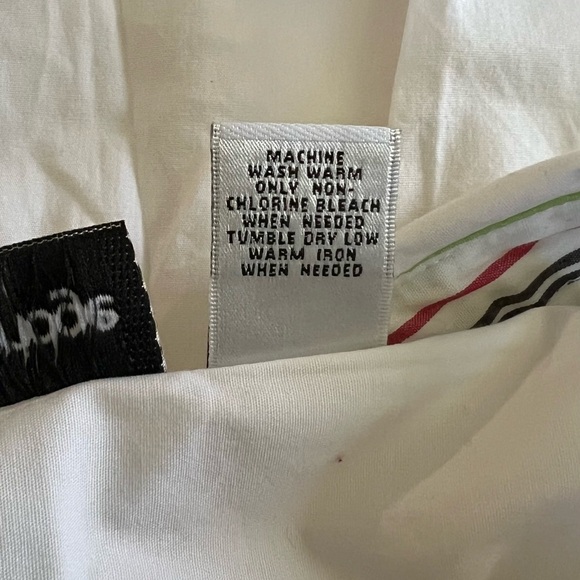 MACHINE
WASH WARM
ONLY NON-
CHLORINE BLEACH
WHEN NEEDED
TUMBLE DRY LOW
WARM IRON
WHEN NEEDED